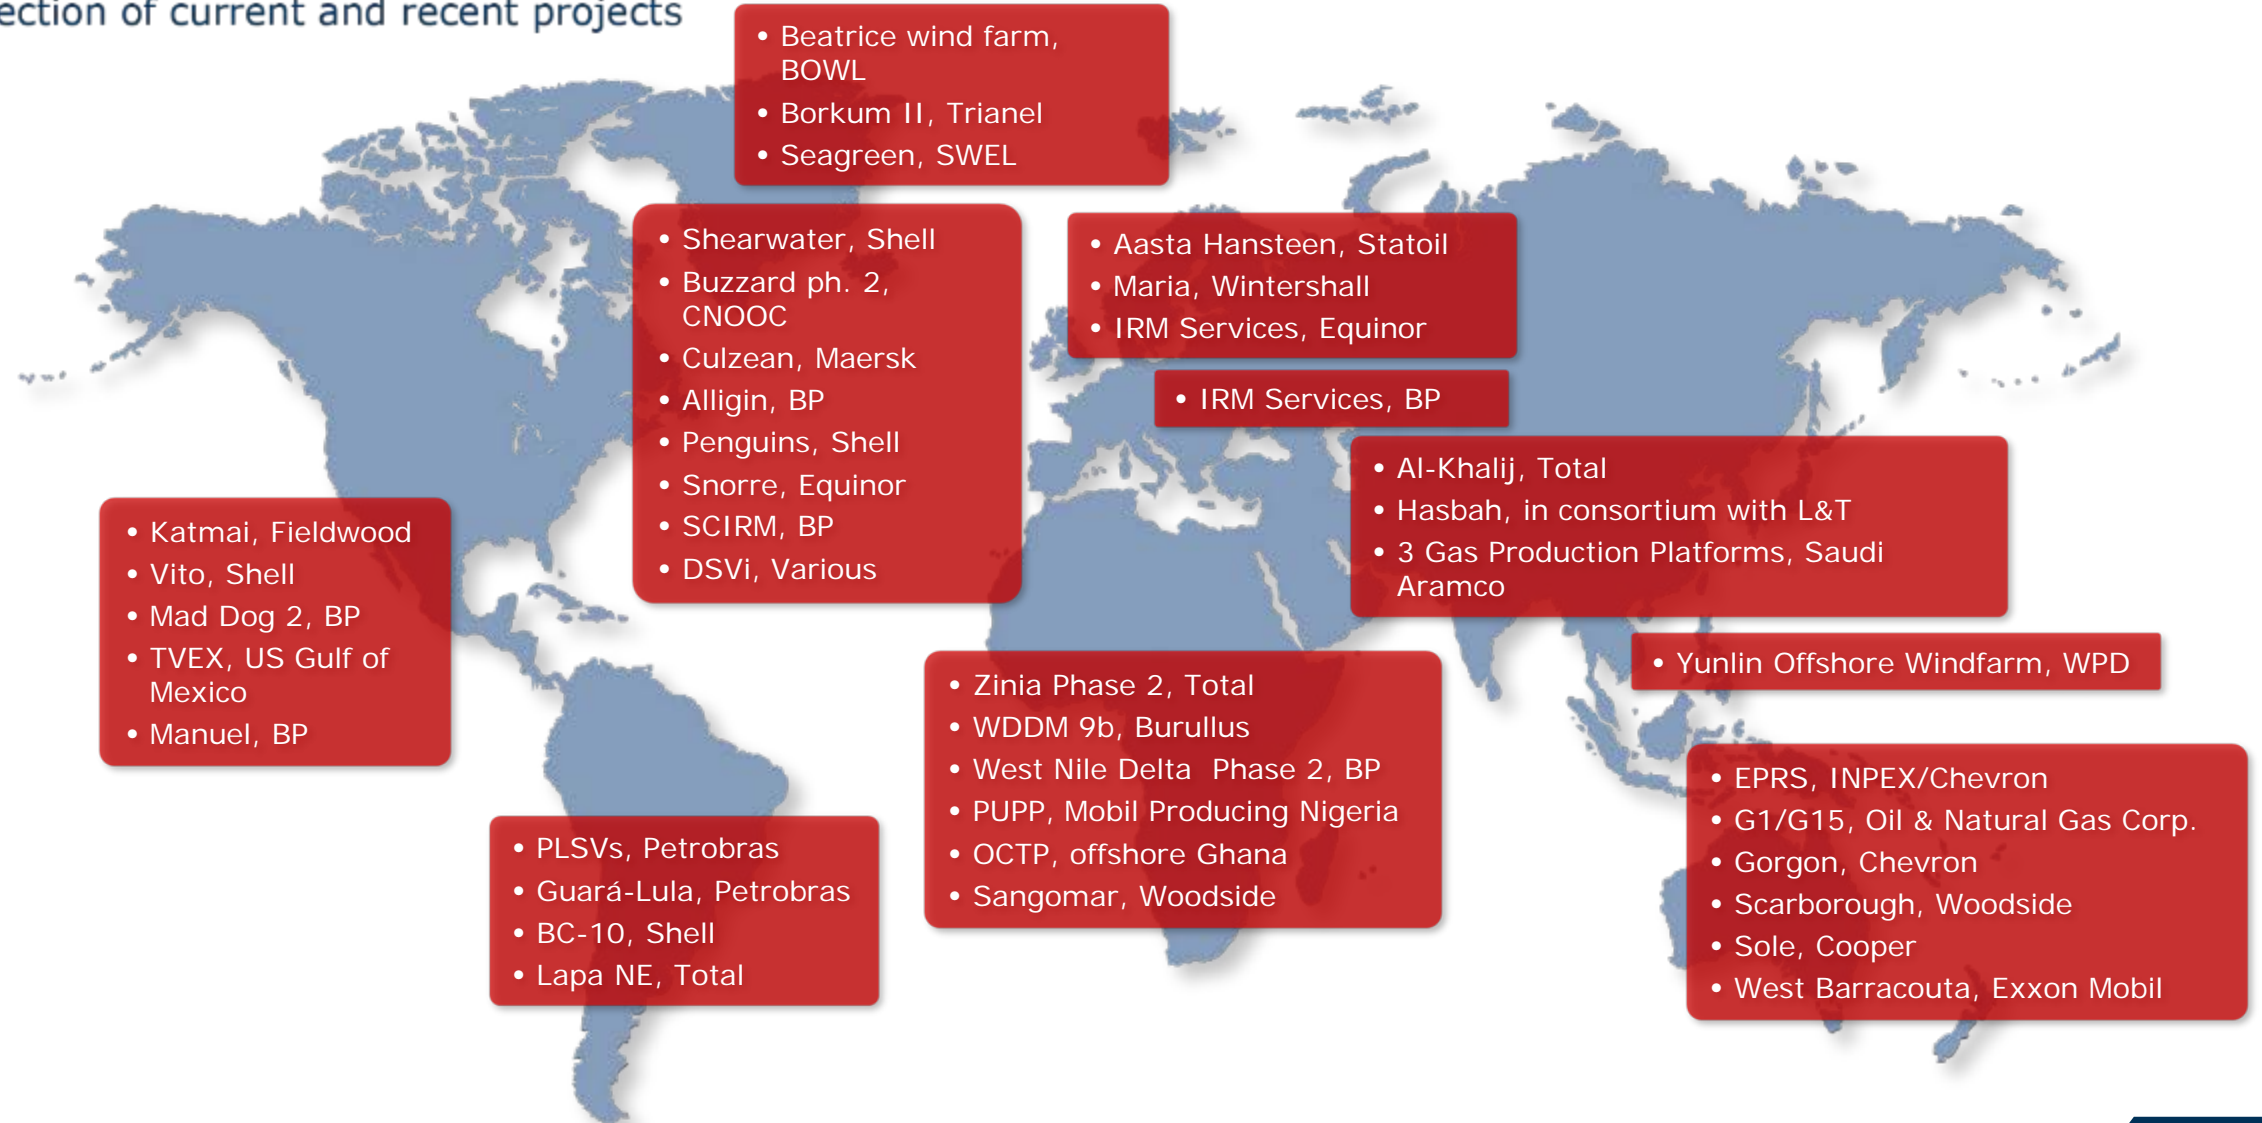 ection of current and recent projects
• Beatrice wind farm,
BOWL
• Borkum II, Trianel
• Seagreen, SWEL
• Shearwater, Shell
• Buzzard ph. 2,
CNOOC
• Culzean, Maersk
• Alligin, BP
• Penguins, Shell
• Snorre, Equinor
• SCIRM, BP
• DSVi, Various
• Aasta Hansteen, Statoil
• Maria, Wintershall
• IRM Services, Equinor
• IRM Services, BP
• Al-Khalij, Total
• Hasbah, in consortium with L&T
• 3 Gas Production Platforms, Saudi
Aramco
• Katmai, Fieldwood
• Vito, Shell
• Mad Dog 2, BP
• TVEX, US Gulf of
Mexico
• Manuel, BP
• Yunlin Offshore Windfarm, WPD
• Zinia Phase 2, Total
• WDDM 9b, Burullus
• West Nile Delta  Phase 2, BP
• PUPP, Mobil Producing Nigeria
• OCTP, offshore Ghana
• Sangomar, Woodside
• EPRS, INPEX/Chevron
• G1/G15, Oil & Natural Gas Corp.
• Gorgon, Chevron
• Scarborough, Woodside
• Sole, Cooper
• West Barracouta, Exxon Mobil
• PLSVs, Petrobras
• Guará-Lula, Petrobras
• BC-10, Shell
• Lapa NE, Total